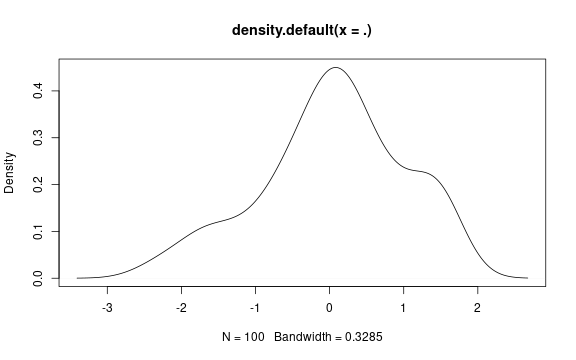 density.default(x = .)
Density
0.4
0.3
0.2
0.1
0.0
-3 -2 -1 0 1 2
N = 100 Bandwidth = 0.3285